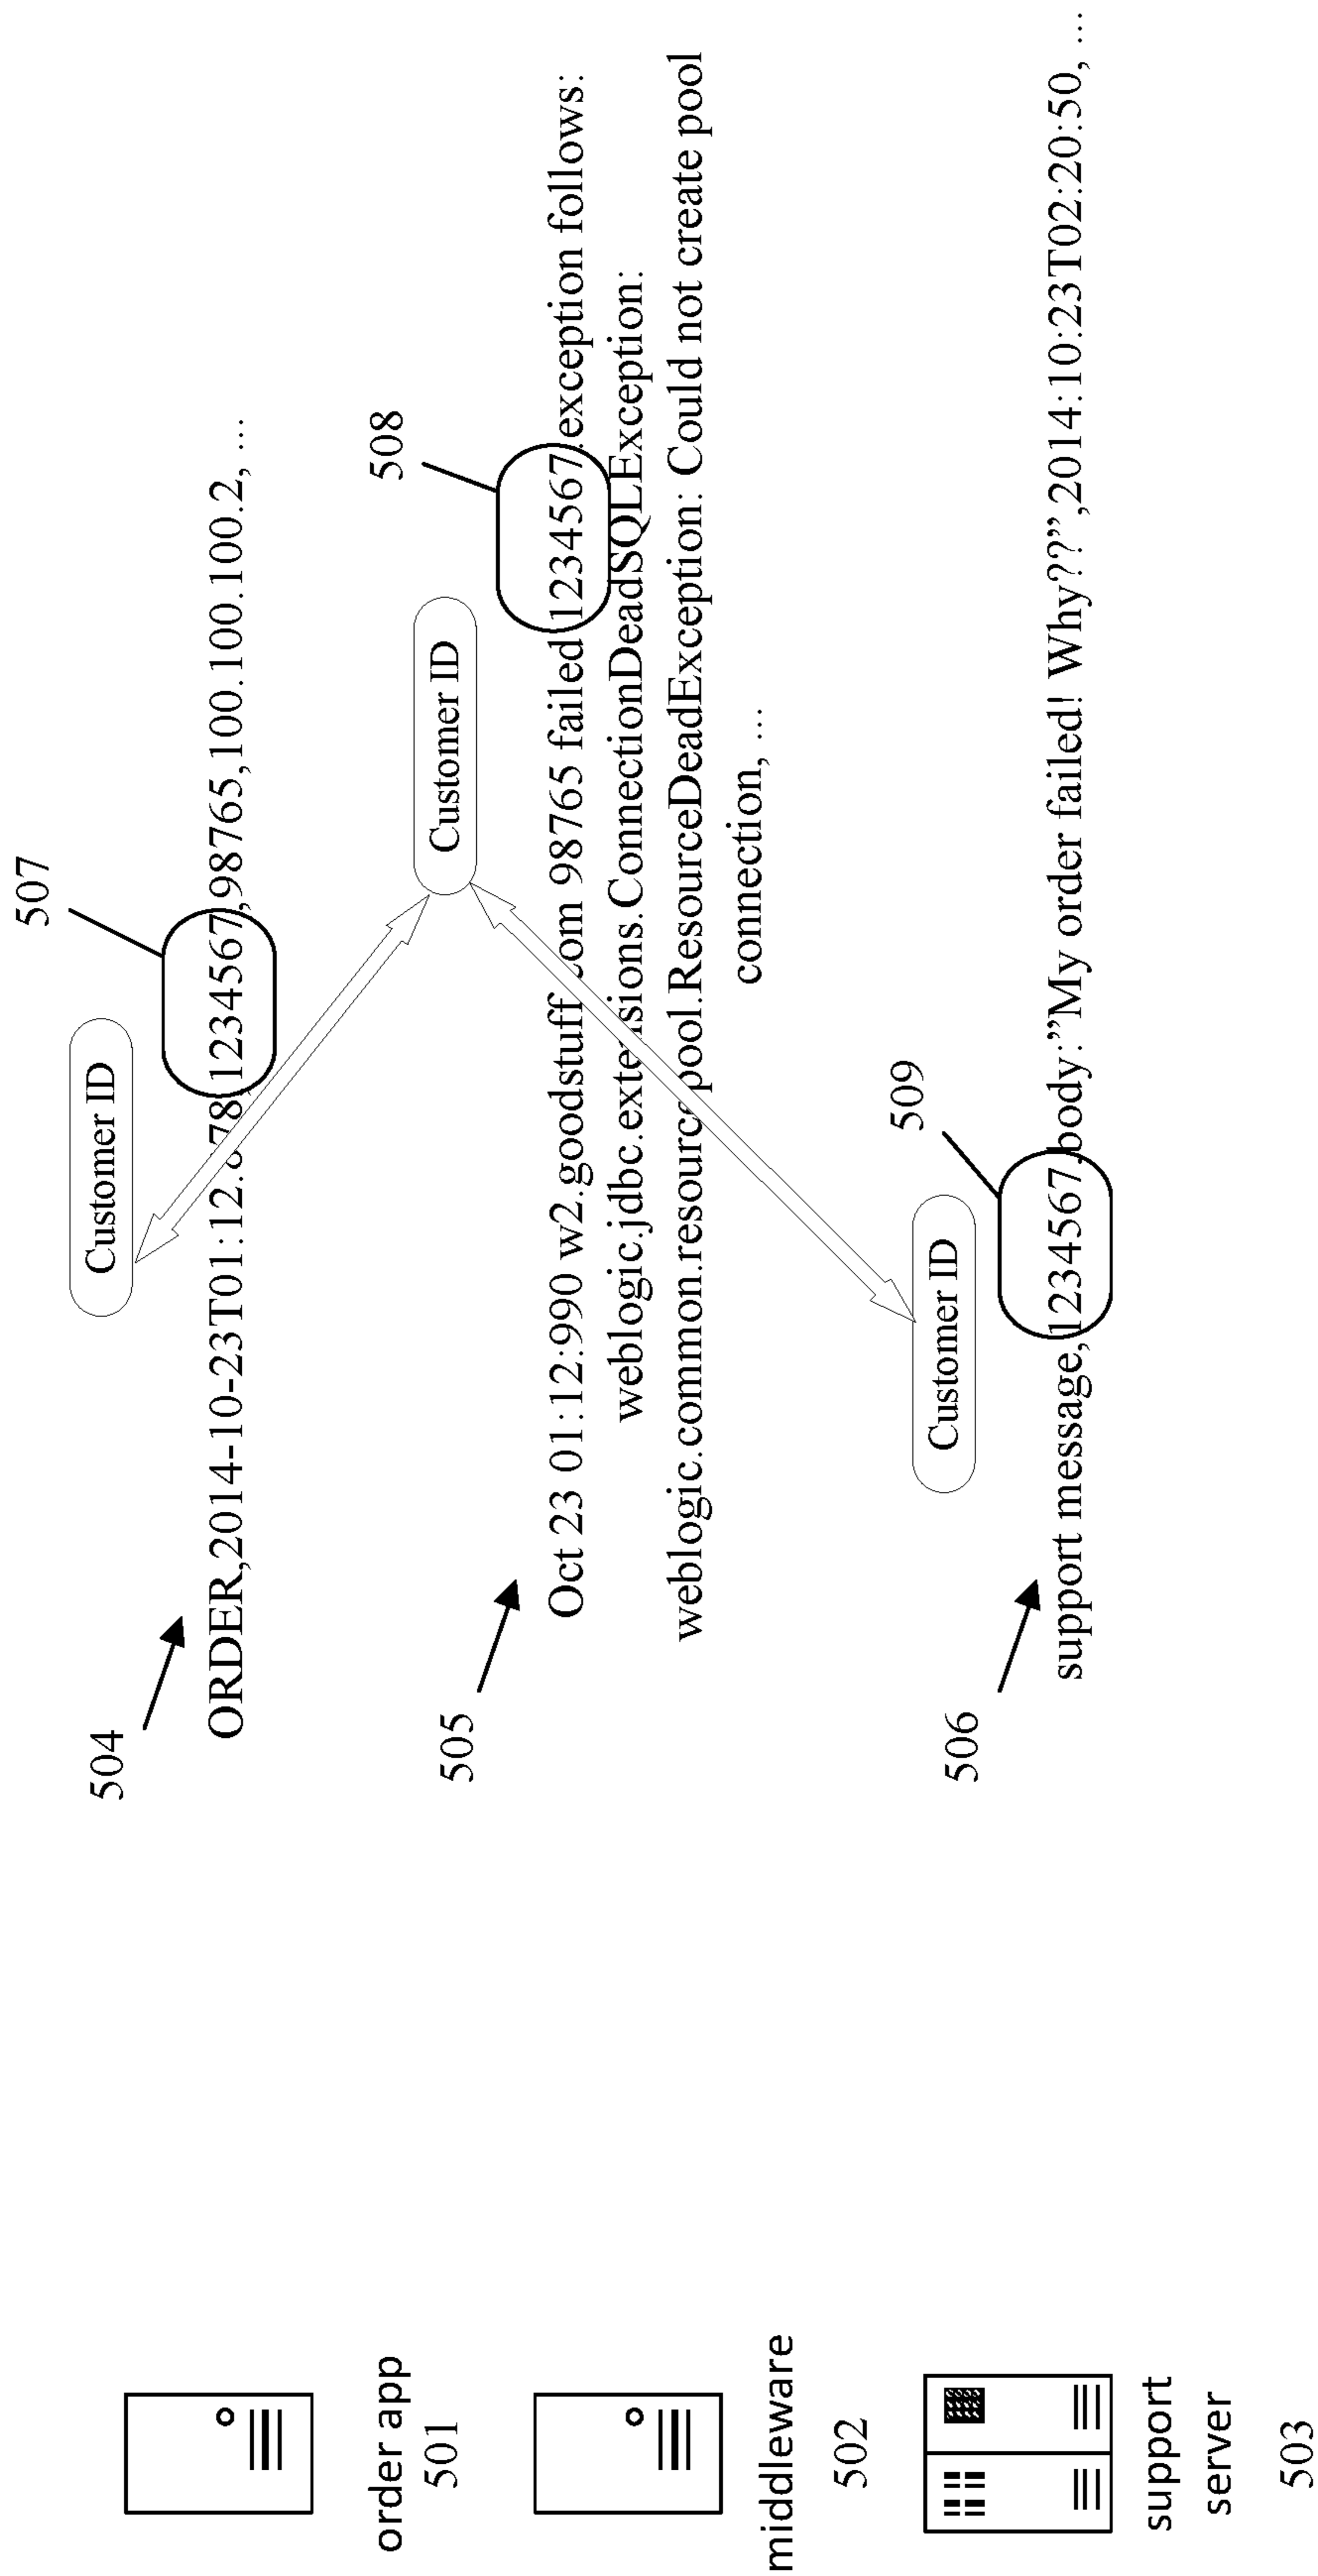 507
Customer ID
504
ORDER,2014-10-23T01:12.878,1234567,98765,100.100.100.2, …
order app
501
508
Customer ID
505
Oct 23 01:12:990 w2.goodstuff.com 98765 failed 1234567.exception follows:
weblogic.jdbc.extensions.ConnectionDeadSQLException:
weblogic.common.resourcepool.ResourceDeadException: Could not create pool
connection, …
middleware
502
509
Customer ID
506
support message,1234567,body:”My order failed! Why??”,2014:10:23T02:20:50, …
support
server
503